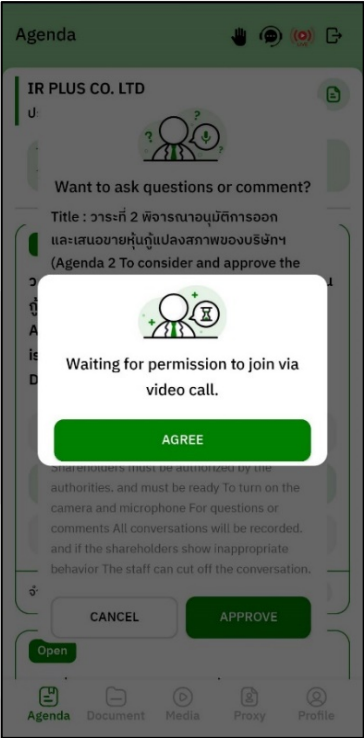 Agenda
IR PLUS CO. LTD
Want to ask questions or comment?
Title : วาระที่ 2 พิจารณาอนุมัติการออก
และเสนอขายหุ้นกู้แปลงสภาพของบริษัทฯ
(Agenda 2 To consider and approve the
Waiting for permission to join via
video call.
AGREE
Shareholders must be authorized by the
authorities, and must be ready To turn on the
camera and microphone For questions or
comments All conversations will be recorded.
and if the shareholders show inappropriate
behavior The staff can cut off the conversation.
CANCEL
APPROVE
Open
Agenda
Document
Media
Proxy
Profile